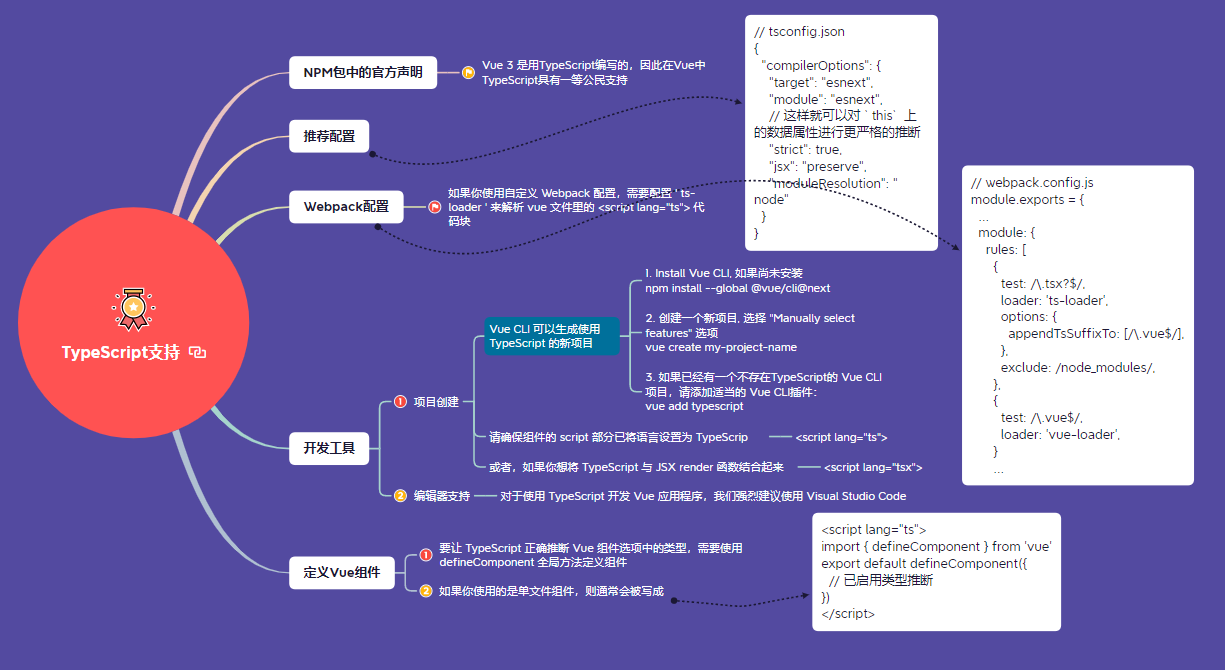 TypeScript支持
NPM包中的官方声明
Vue 3 是用TypeScript编写的，因此在Vue中
TypeScript具有一等公民支持
推荐配置
// tsconfig.json
{
"compilerOptions": {
"target": "esnext",
"module": "esnext",
// 这样就可以对 ` this` 上
的数据属性进行更严格的推断
"strict": true,
"jsx": "preserve",
"moduleResolution": "
node"
}
}
Webpack配置
如果你使用自定义 Webpack 配置，需要配置 ' ts-
loader ' 来解析 vue 文件里的 <script lang="ts"> 代
码块
// webpack.config.js
module.exports = {
...
module: {
rules: [
{
test: /\.tsx?$/,
loader: 'ts-loader',
options: {
appendTsSuffixTo: [/\.vue$/],
},
exclude: /node_modules/,
},
{
test: /\.vue$/,
loader: 'vue-loader',
}
...
开发工具
1 项目创建
Vue CLI 可以生成使用
TypeScript 的新项目
1. Install Vue CLI, 如果尚未安装
npm install --global @vue/cli@next
2. 创建一个新项目, 选择 "Manually select
features" 选项
vue create my-project-name
3. 如果已经有一个不存在TypeScript的 Vue CLI
项目，请添加适当的 Vue CLI插件：
vue add typescript
请确保组件的 script 部分已将语言设置为 TypeScrip
<script lang="ts">
或者，如果你想将 TypeScript 与 JSX render 函数结合起来
<script lang="tsx">
2 编辑器支持
对于使用 TypeScript 开发 Vue 应用程序，我们强烈建议使用 Visual Studio Code
定义Vue组件
1 要让 TypeScript 正确推断 Vue 组件选项中的类型，需要使用
defineComponent 全局方法定义组件
2 如果你使用的是单文件组件，则通常会被写成
<script lang="ts">
import { defineComponent } from 'vue'
export default defineComponent({
// 已启用类型推断
})
</script>